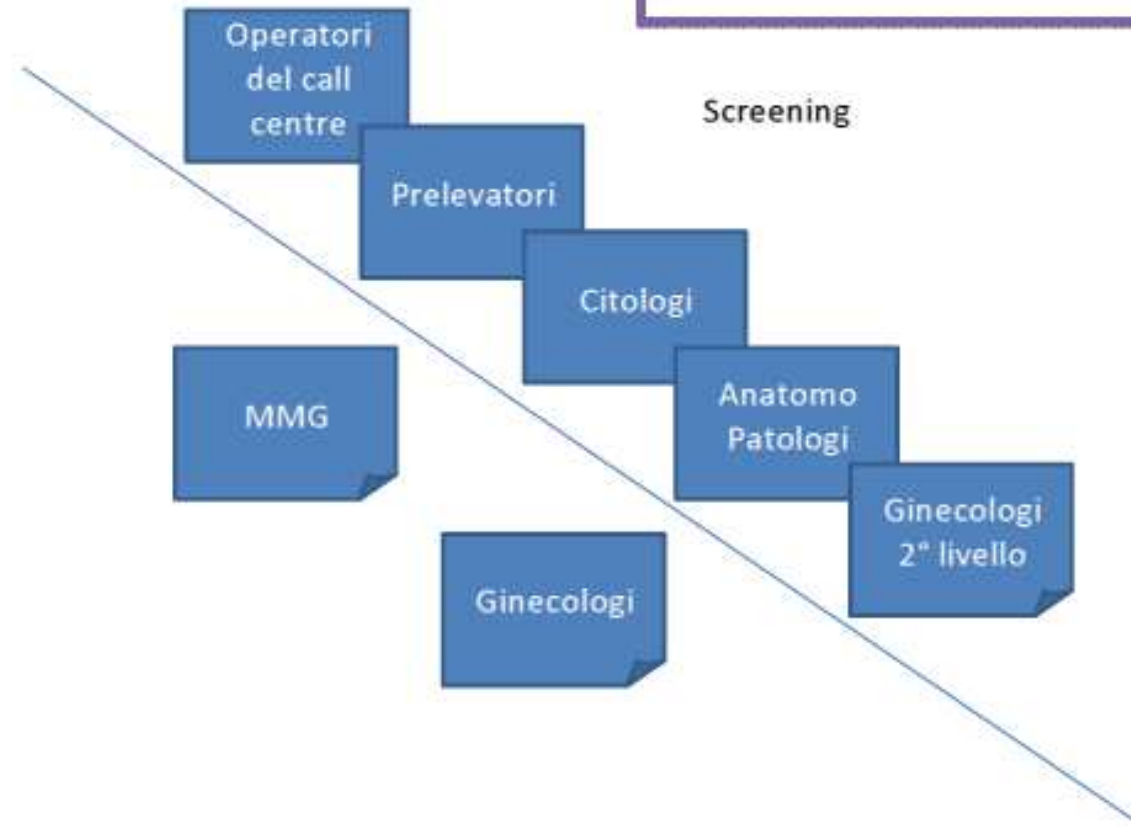 Operatori
del call
centre
Screening
Prelevatori
Citologi
MMG
Anatomo
Patologi
Ginecologi
2° livello
Ginecologi